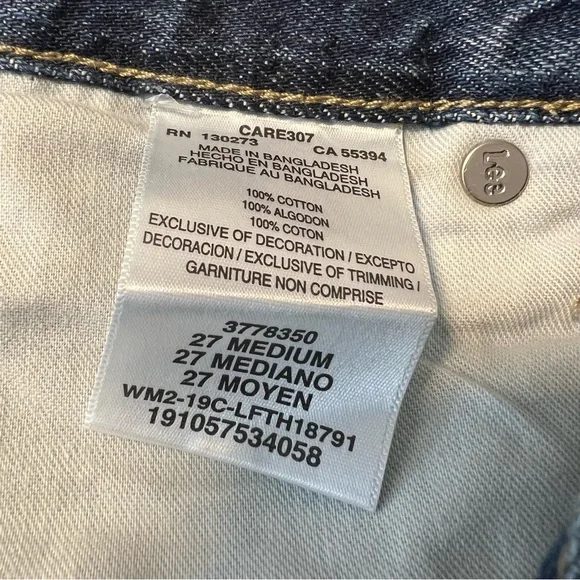 CARE307
RN 130273 CA 55394
MADE IN BANGLADESH
HECHO EN BANGLADESH
FABRIQUE AU BANGLADESH
100% COTTON
100% ALGODON
100% COTON
EXCLUSIVE OF DECORATION / EXCEPTO
DECORACION / EXCLUSIVE OF TRIMMING /
GARNITURE NON COMPRISE
3778350
27 MEDIUM
27 MEDIANO
27 MOYEN
WM2-19C-LFTH18791
191057534058
Lee